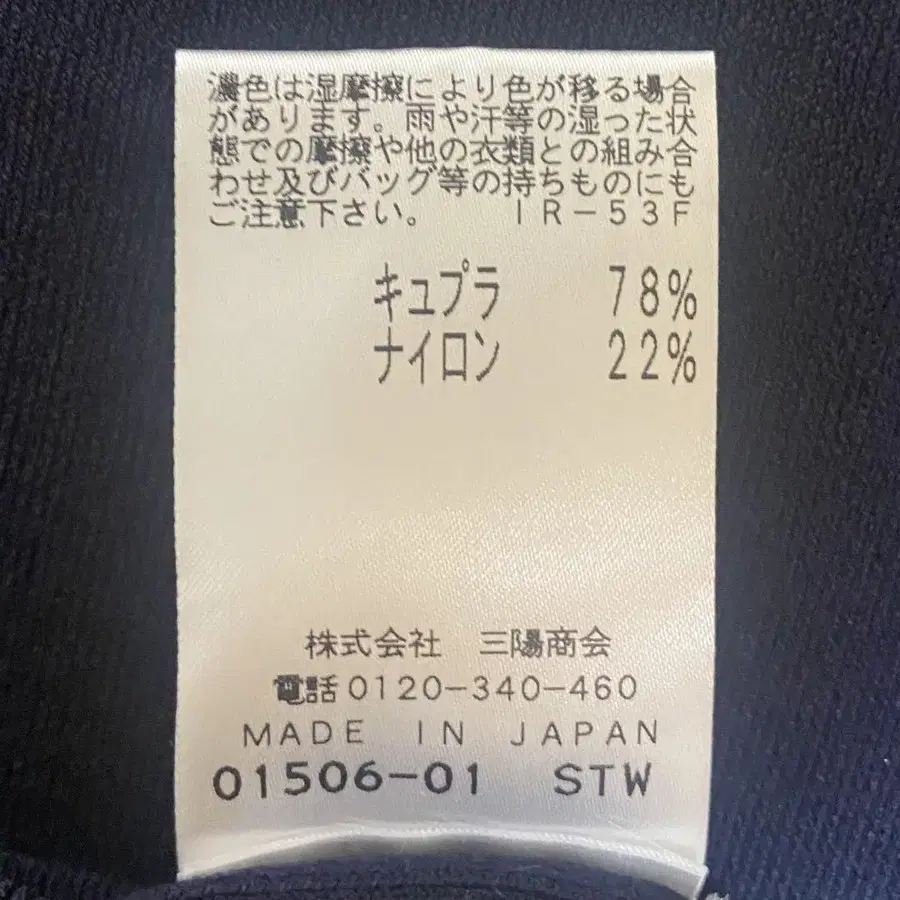 濃色は湿摩擦により色が移る場合
があります。雨や汗等の湿った状
態での摩擦や他の衣類との組み合
わせ及びバッグ等の持ちものにも
ご注意下さい。 IR-53F
キュプラ 78%
ナイロン 22%
株式会社 三陽商会
電話0120-340-460
MADE IN JAPAN
01506-01 STW